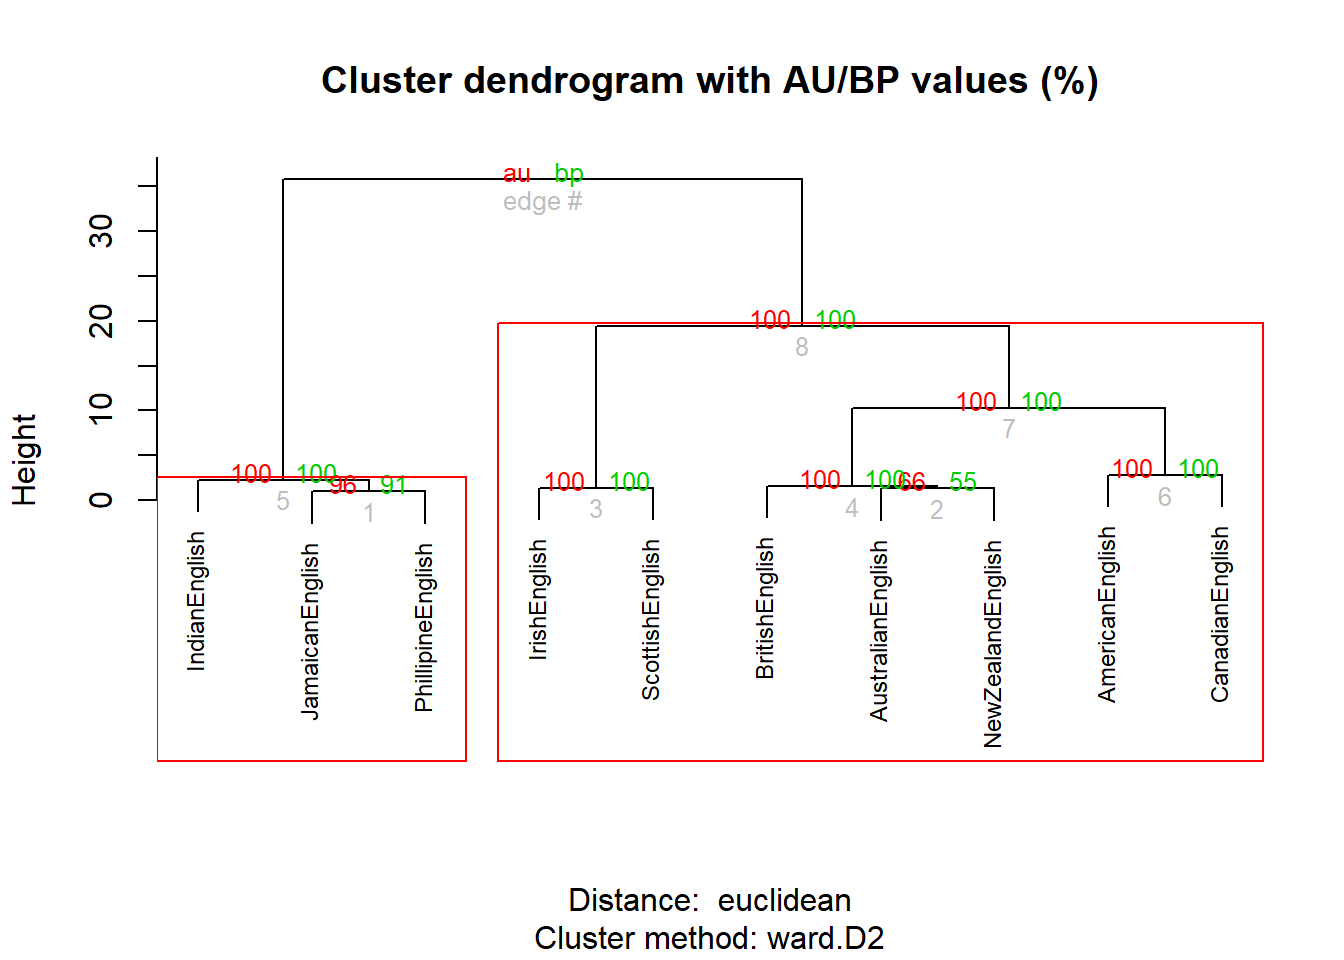 Cluster dendrogram with AU/BP values (%)
au bp
edge #
Height
30
20
10
0
100 100
8
100 100
7
100 100
5
96 91
1
100 100
3
100 100
4
66 55
2
100 100
6
IndianEnglish
JamaicanEnglish
PhillipineEnglish
IrishEnglish
ScottishEnglish
BritishEnglish
AustralianEnglish
NewZealandEnglish
AmericanEnglish
CanadianEnglish
Distance: euclidean
Cluster method: ward.D2